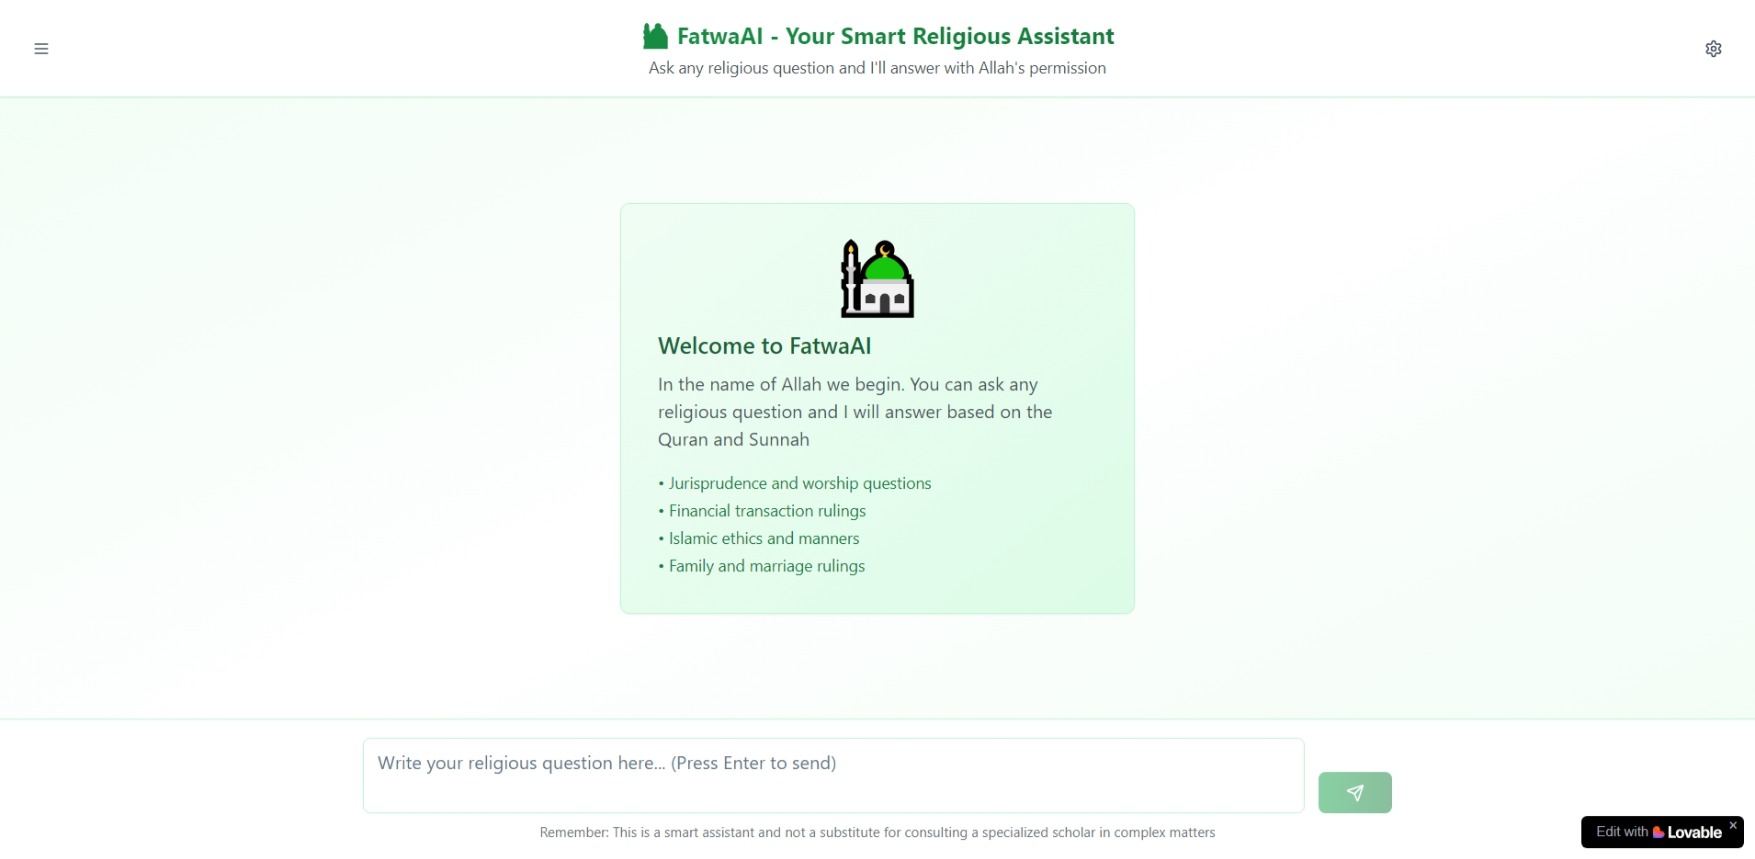 FatwaAI - Your Smart Religious Assistant
Ask any religious question and I'll answer with Allah's permission
Welcome to FatwaAI
In the name of Allah we begin. You can ask any
religious question and I will answer based on the
Quran and Sunnah
• Jurisprudence and worship questions
• Financial transaction rulings
• Islamic ethics and manners
• Family and marriage rulings
Write your religious question here... (Press Enter to send)
Remember: This is a smart assistant and not a substitute for consulting a specialized scholar in complex matters
Edit with Lovable ×